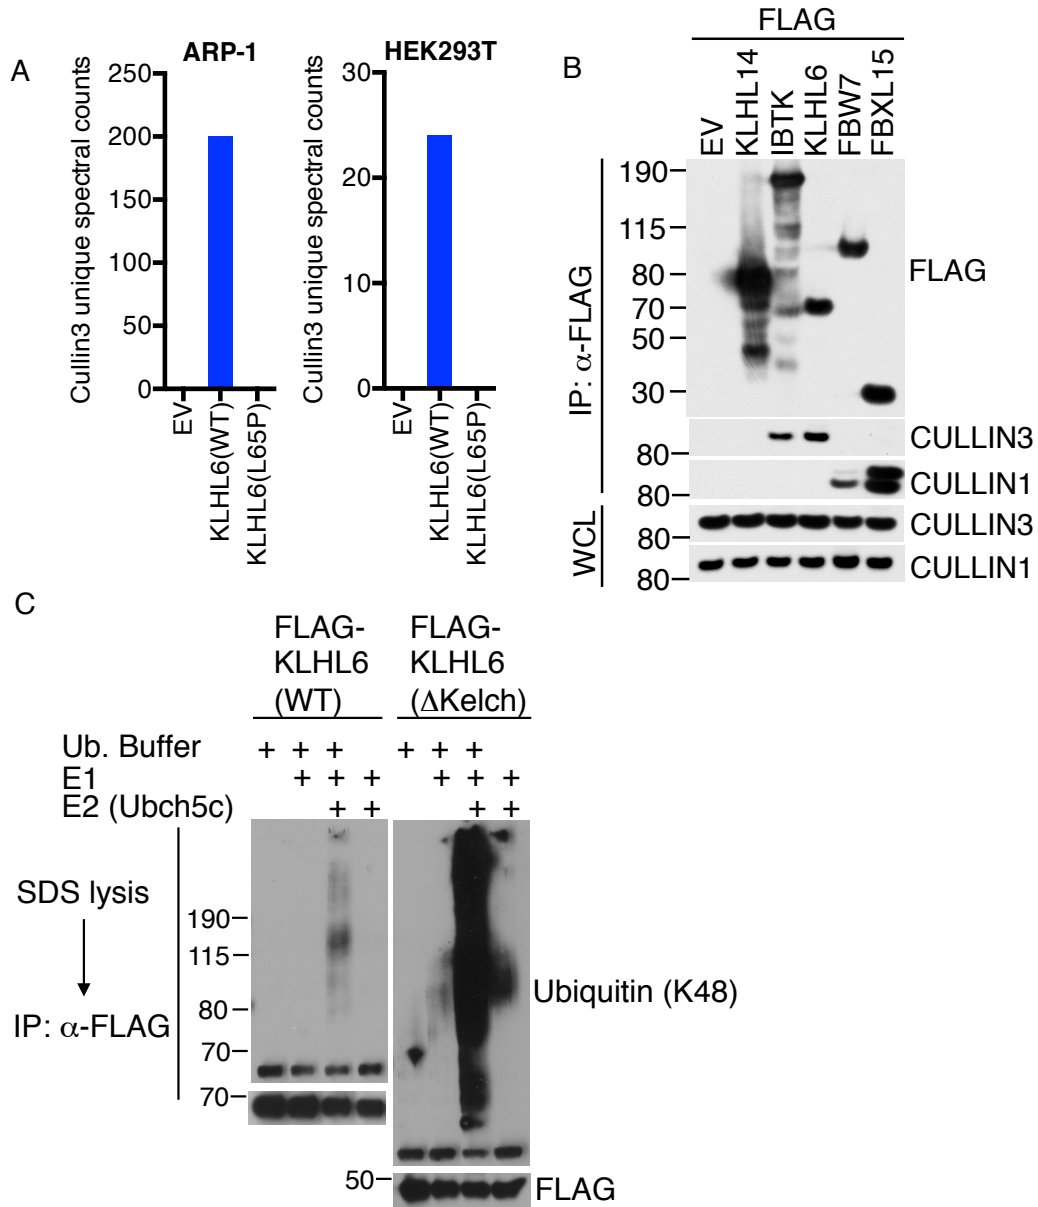 A
ARP-1
Cullin3 unique spectral counts
250
200
150
100
50
0
EV
KLHL6(WT)
KLHL6(L65P)
HEK293T
Cullin3 unique spectral counts
30
20
10
0
EV
KLHL6(WT)
KLHL6(L65P)
B
FLAG
EV
KLHL14
IBTK
KLHL6
FBW7
FBXL15
IP: α-FLAG
190
115
80
70
50
30
FLAG
80
CULLIN3
80
CULLIN1
WCL
80
CULLIN3
80
CULLIN1
C
FLAG-
KLHL6
(WT)
FLAG-
KLHL6
(ΔKelch)
Ub. Buffer + + + + + +
E1 + + + + + +
E2 (Ubch5c) + + + +
SDS lysis
IP: α-FLAG
190
115
80
70
70
Ubiquitin (K48)
50
FLAG